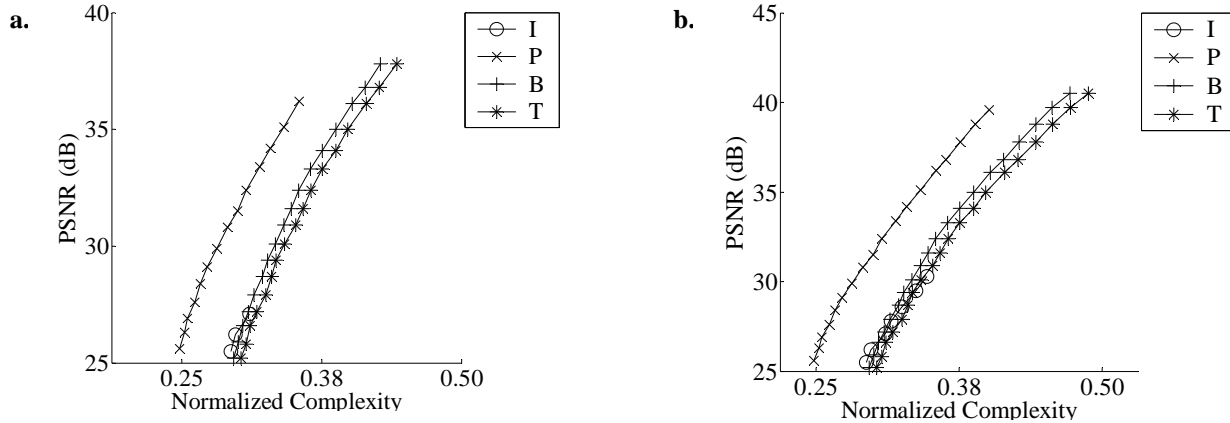 a.
40
35
30
25
PSNR (dB)
0.25
0.38
0.50
Normalized Complexity
I
P
B
T
b.
45
40
35
30
25
PSNR (dB)
0.25
0.38
0.50
Normalized Complexity
I
P
B
T